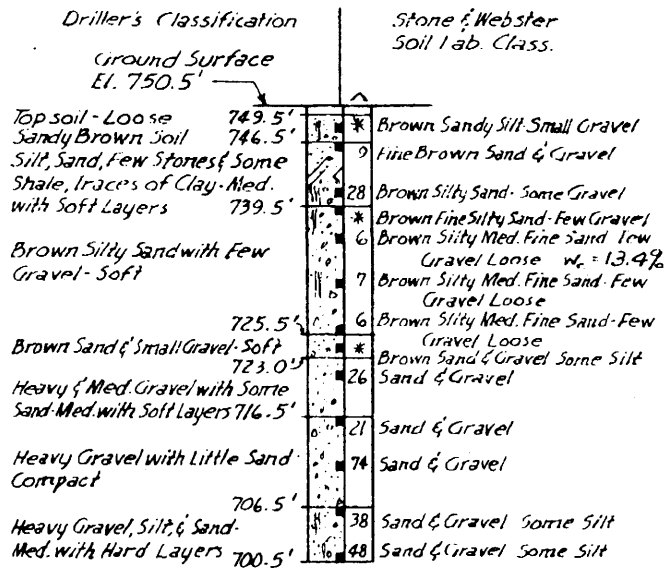 Driller's Classification
Stone & Webster
Soil Lab. Class.
Ground Surface
El. 750.5'
Topsoil - Loose 749.5'
Sandy Brown Soil 746.5'
Silt, Sand, Few Stones & Some
Shale, Traces of Clay - Med.
with Soft Layers 739.5'
Brown Silty Sand with Few
Gravel - Soft
725.5'
Brown Sand & Small Gravel - Soft
723.0'
Heavy & Med. Gravel with Some
Sand - Med. with Soft Layers 716.5'
Heavy Gravel with Little Sand -
Compact
706.5'
Heavy Gravel, Silt, & Sand -
Med. with Hard Layers 700.5'
* Brown Sandy Silt - Small Gravel
9 Fine Brown Sand & Gravel
28 Brown Silty Sand - Some Gravel
* Brown Fine Silty Sand - Few Gravel
6 Brown Silty Med. Fine Sand Few
Gravel Loose = 13.4%
7 Brown Silty Med. Fine Sand - Few
Gravel Loose
6 Brown Silty Med. Fine Sand - Few
Gravel Loose
* Brown Sand & Gravel Some Silt
26 Sand & Gravel
21 Sand & Gravel
74 Sand & Gravel
38 Sand & Gravel Some Silt
48 Sand & Gravel Some Silt